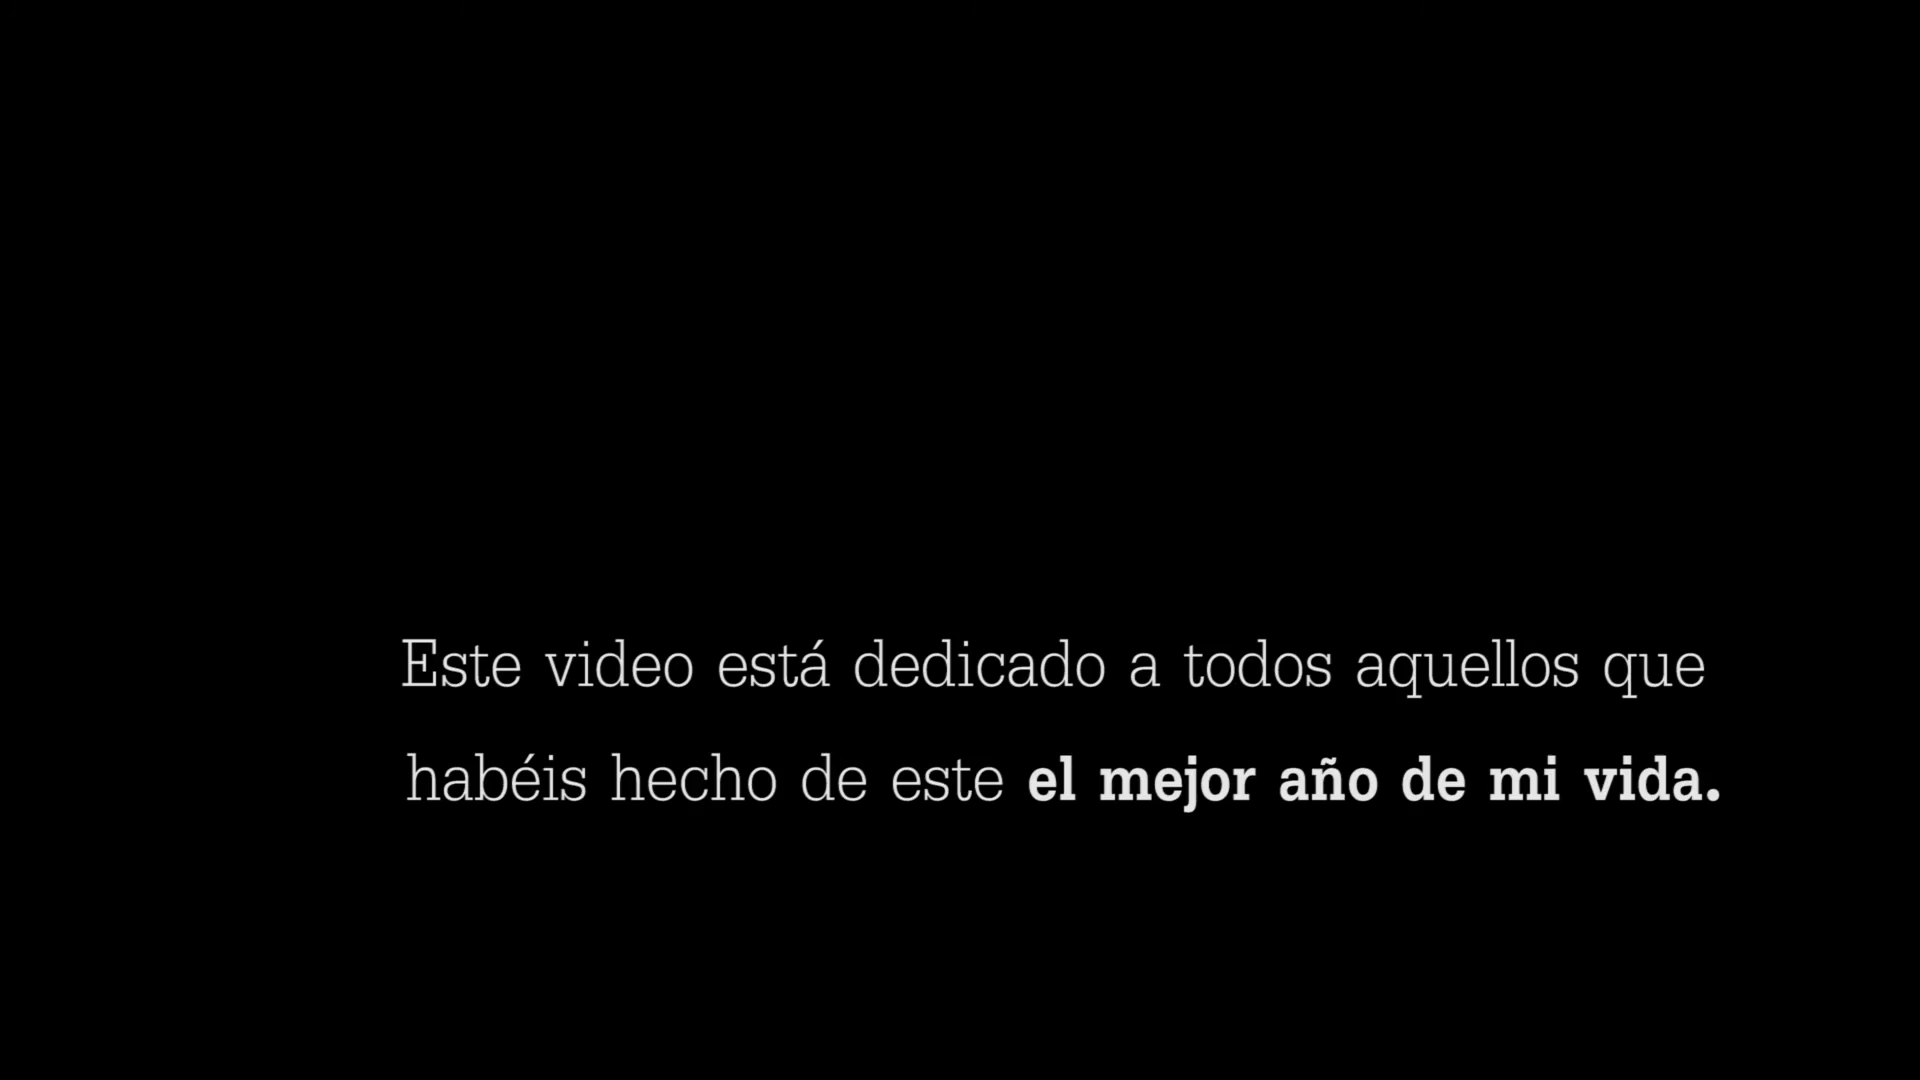 Este video está dedicado a todos aquellos que
habéis hecho de este el mejor año de mi vida.